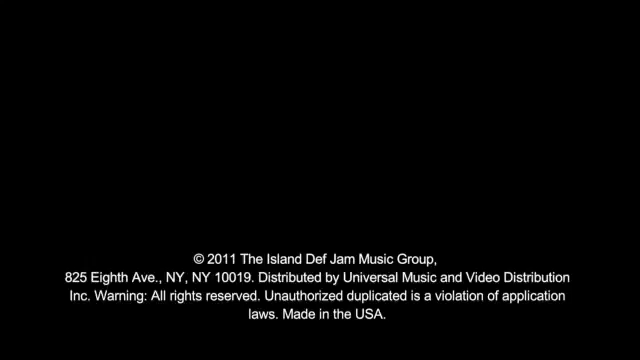 © 2011 The Island Def Jam Music Group,
825 Eighth Ave., NY, NY 10019. Distributed by Universal Music and Video Distribution
Inc. Warning: All rights reserved. Unauthorized duplicated is a violation of application
laws. Made in the USA.